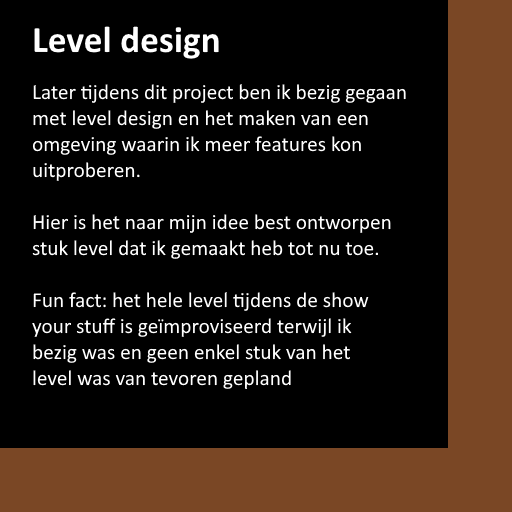 Level design
Later tijdens dit project ben ik bezig gegaan
met level design en het maken van een
omgeving waarin ik meer features kon
uitproberen.
Hier is het naar mijn idee best ontworpen
stuk level dat ik gemaakt heb tot nu toe.
Fun fact: het hele level tijdens de show
your stuff is geïmproviseerd terwijl ik
bezig was en geen enkel stuk van het
level was van tevoren gepland